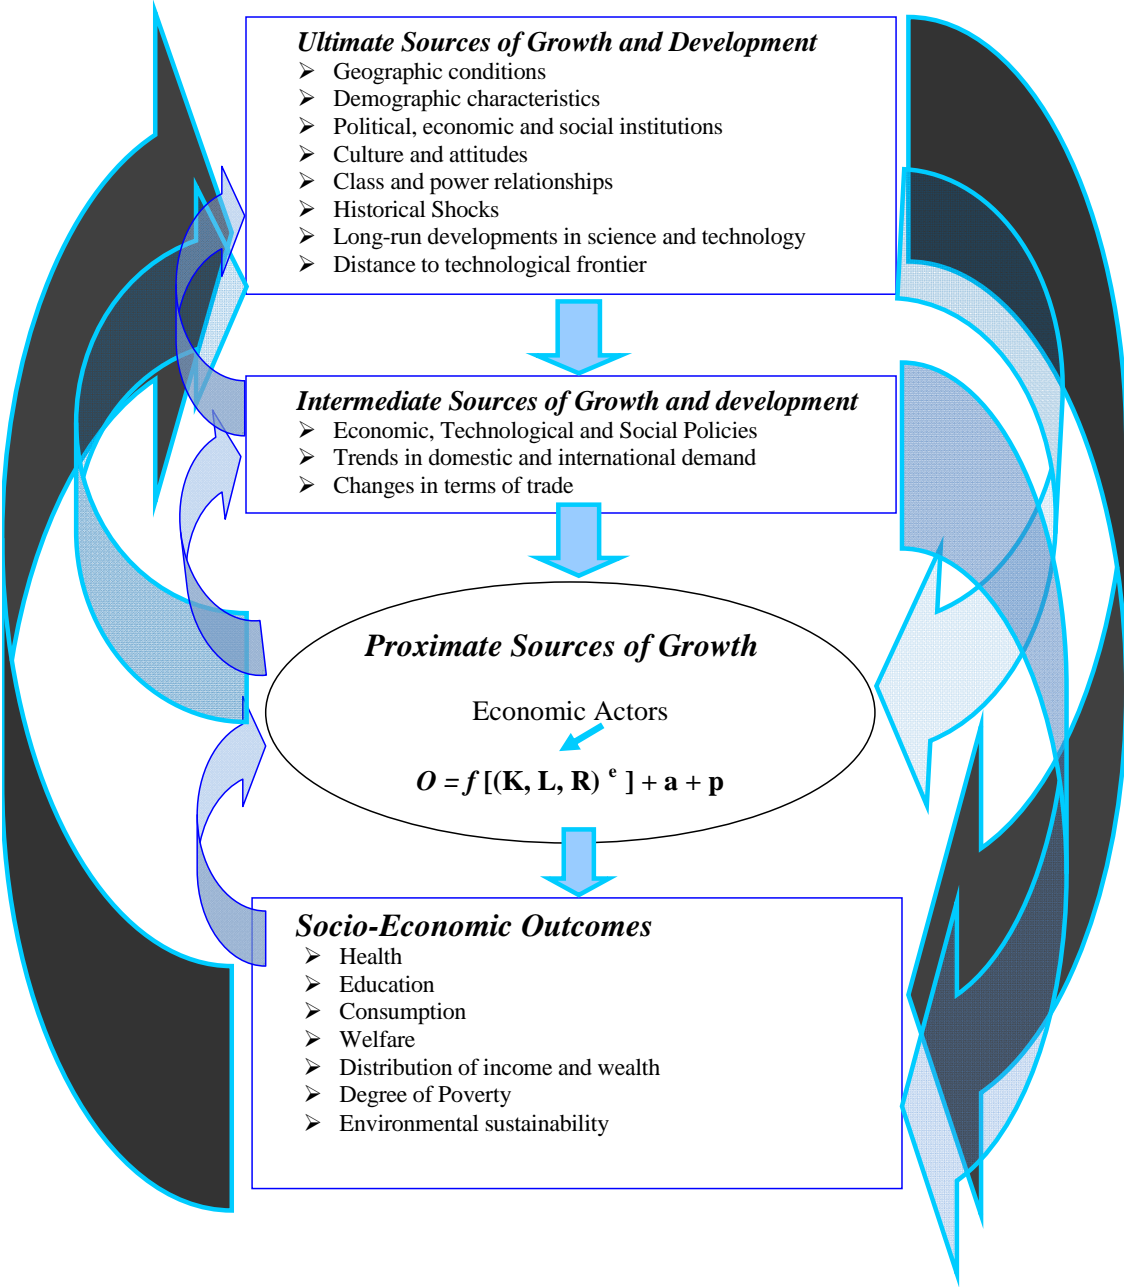 Ultimate Sources of Growth and Development
➢ Geographic conditions
➢ Demographic characteristics
➢ Political, economic and social institutions
➢ Culture and attitudes
➢ Class and power relationships
➢ Historical Shocks
➢ Long-run developments in science and technology
➢ Distance to technological frontier
Intermediate Sources of Growth and development
➢ Economic, Technological and Social Policies
➢ Trends in domestic and international demand
➢ Changes in terms of trade
Proximate Sources of Growth
Economic Actors
O = f [(K, L, R) ᵉ ] + a + p
Socio-Economic Outcomes
➢ Health
➢ Education
➢ Consumption
➢ Welfare
➢ Distribution of income and wealth
➢ Degree of Poverty
➢ Environmental sustainability